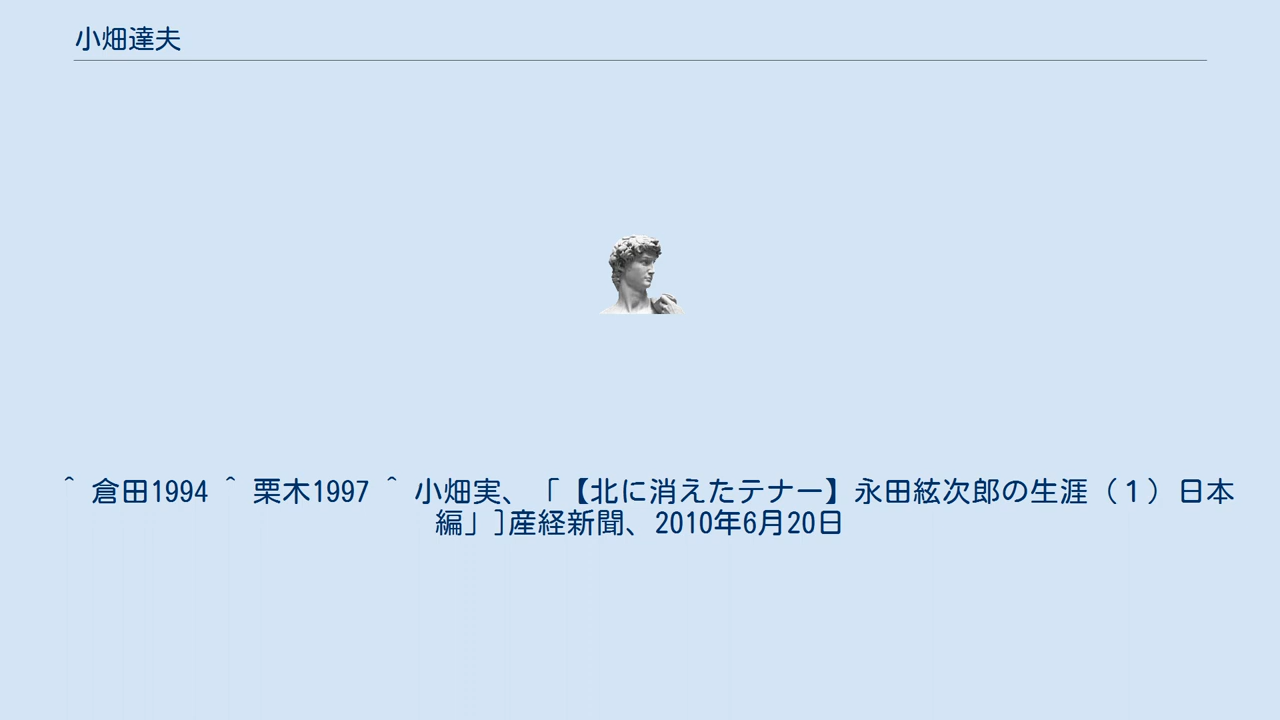 小畑達夫
^ 倉田1994 ^ 栗木1997 ^ 小畑実、「【北に消えたテナー】永田絃次郎の生涯（１）日本
編」]産経新聞、2010年6月20日